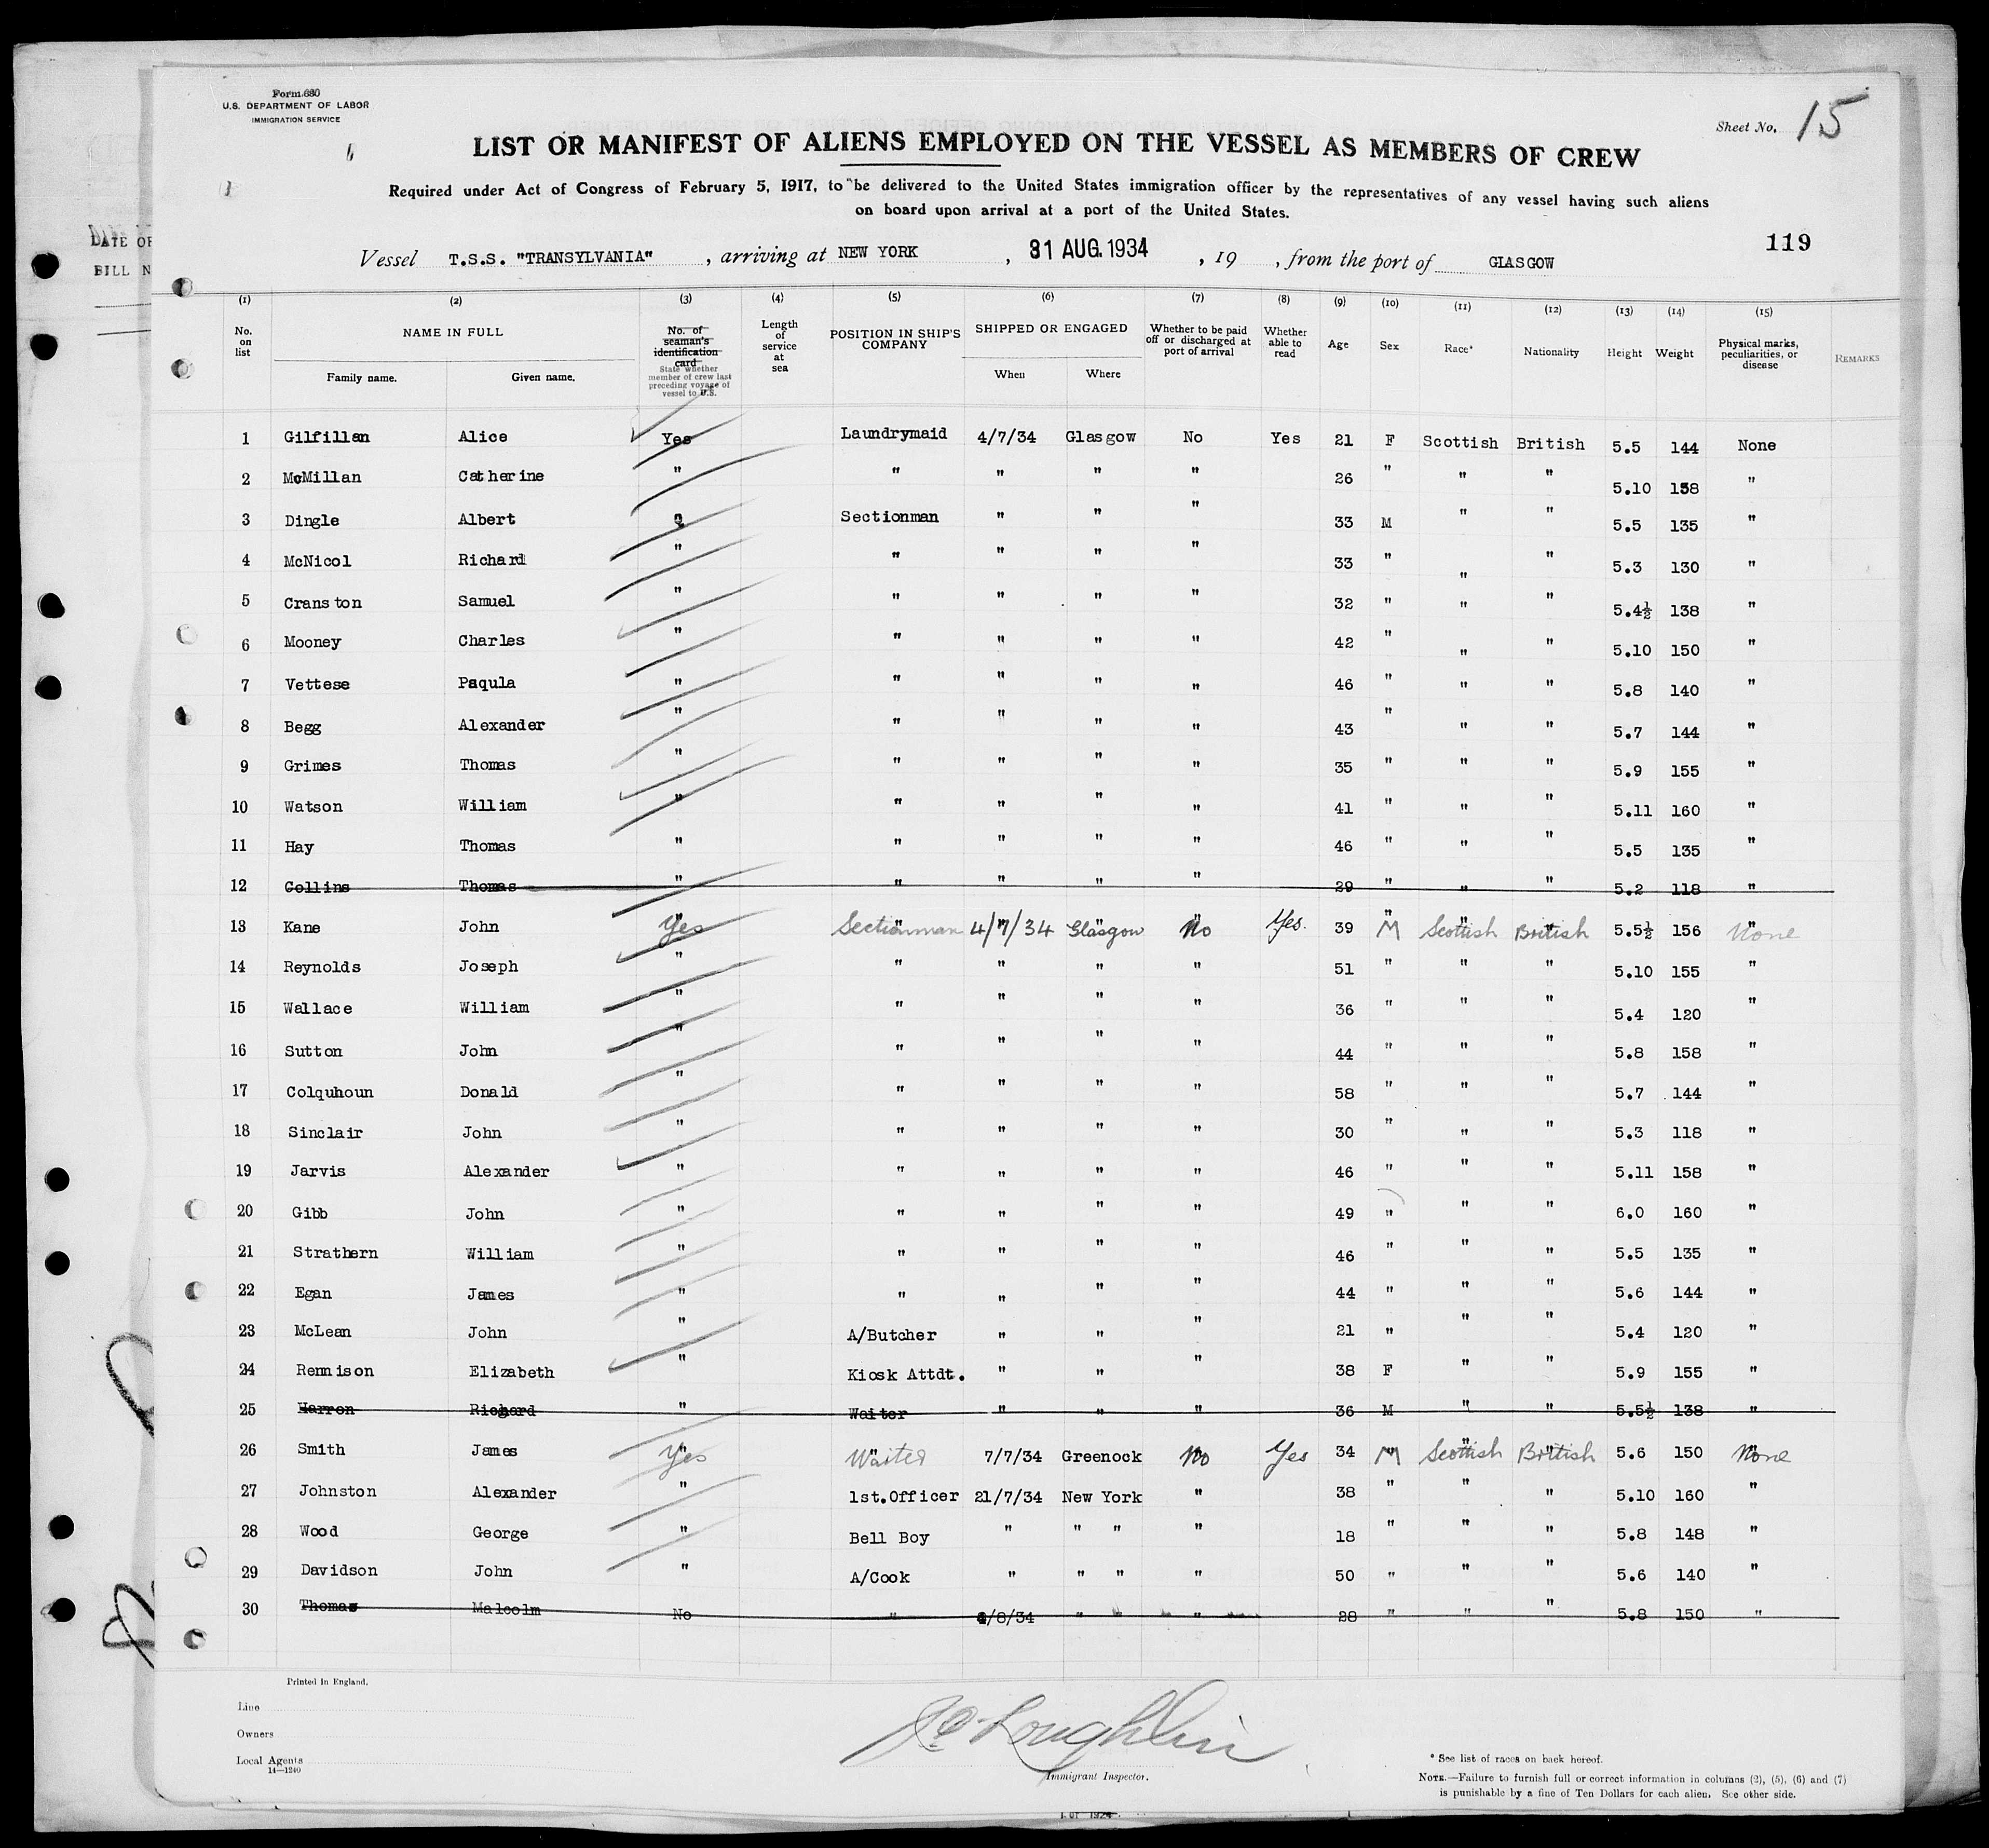 Form 680
U.S. DEPARTMENT OF LABOR
IMMIGRATION SERVICE
Sheet No. 15
LIST OR MANIFEST OF ALIENS EMPLOYED ON THE VESSEL AS MEMBERS OF CREW
Required under Act of Congress of February 5, 1917, to be delivered to the United States immigration officer by the representatives of any vessel having such aliens
on board upon arrival at a port of the United States.
119
DATE OF
BILL N
Vessel T.S.S. "TRANSYLVANIA", arriving at NEW YORK, 31 AUG. 1934, 19 , from the port of GLASGOW
(1) (2) (3) (4) (5) (6) (7) (8) (9) (10) (11) (12) (13) (14) (15)
No. on list NAME IN FULL Family name. Given name. No. of seaman's identification card State whether member of crew last preceding voyage of vessel to U.S. Length of service at sea POSITION IN SHIP'S COMPANY SHIPPED OR ENGAGED When Where Whether to be paid off or discharged at port of arrival Whether able to read Age Sex Race* Nationality Height Weight Physical marks, peculiarities, or disease REMARKS
1 Gilfillan Alice Yes Laundrymaid 4/7/34 Glasgow No Yes 21 F Scottish British 5.5 144 None
2 McMillan Catherine " " " " " 26 " " " 5.10 158 "
3 Dingle Albert " Sectionman " " " 33 M " " 5.5 135 "
4 McNicol Richard " " " " " 33 " " " 5.3 130 "
5 Cranston Samuel " " " " " 32 " " " 5.4½ 138 "
6 Mooney Charles " " " " " 42 " " " 5.10 150 "
7 Vettese Paqula " " " " " 46 " " " 5.8 140 "
8 Begg Alexander " " " " " 43 " " " 5.7 144 "
9 Grimes Thomas " " " " " 35 " " " 5.9 155 "
10 Watson William " " " " " 41 " " " 5.11 160 "
11 Hay Thomas " " " " " 46 " " " 5.5 135 "
12 Collins Thomas " " " " 29 " " " 5.2 118 "
13 Kane John Yes Sectionman 4/7/34 Glasgow No Yes. 39 M Scottish British 5.5½ 156 None
14 Reynolds Joseph " " " " " 51 " " " 5.10 155 "
15 Wallace William " " " " " 36 " " " 5.4 120 "
16 Sutton John " " " " " 44 " " " 5.8 158 "
17 Colquhoun Donald " " " " " 58 " " " 5.7 144 "
18 Sinclair John " " " " " 30 " " " 5.3 118 "
19 Jarvis Alexander " " " " " 46 " " " 5.11 158 "
20 Gibb John " " " " 49 " " " 6.0 160 "
21 Strathern William " " " " " 46 " " " 5.5 135 "
22 Egan James " " " " " 44 " " " 5.6 144 "
23 McLean John " A/Butcher " " " 21 " " " 5.4 120 "
24 Rennison Elizabeth " Kiosk Attdt. " " " 38 F " " 5.9 155 "
25 Harron Richard " Waiter " " " 36 M " " 5.5½ 138 "
26 Smith James Yes Waiter 7/7/34 Greenock No Yes 34 M Scottish British 5.6 150 None
27 Johnston Alexander " 1st.Officer 21/7/34 New York " 38 " " " 5.10 160 "
28 Wood George " Bell Boy " " " " 18 " " " 5.8 148 "
29 Davidson John " A/Cook " " " " 50 " " " 5.6 140 "
30 Thomas Malcolm No " /8/34 " " " 28 " " " 5.8 150 "
Printed in England.
Line
Owners
Local Agents
14—1240
Loughlin
Immigrant Inspector.
* See list of races on back hereof.
NOTE.—Failure to furnish full or correct information in columns (2), (5), (6) and (7)
is punishable by a fine of Ten Dollars for each alien. See other side.